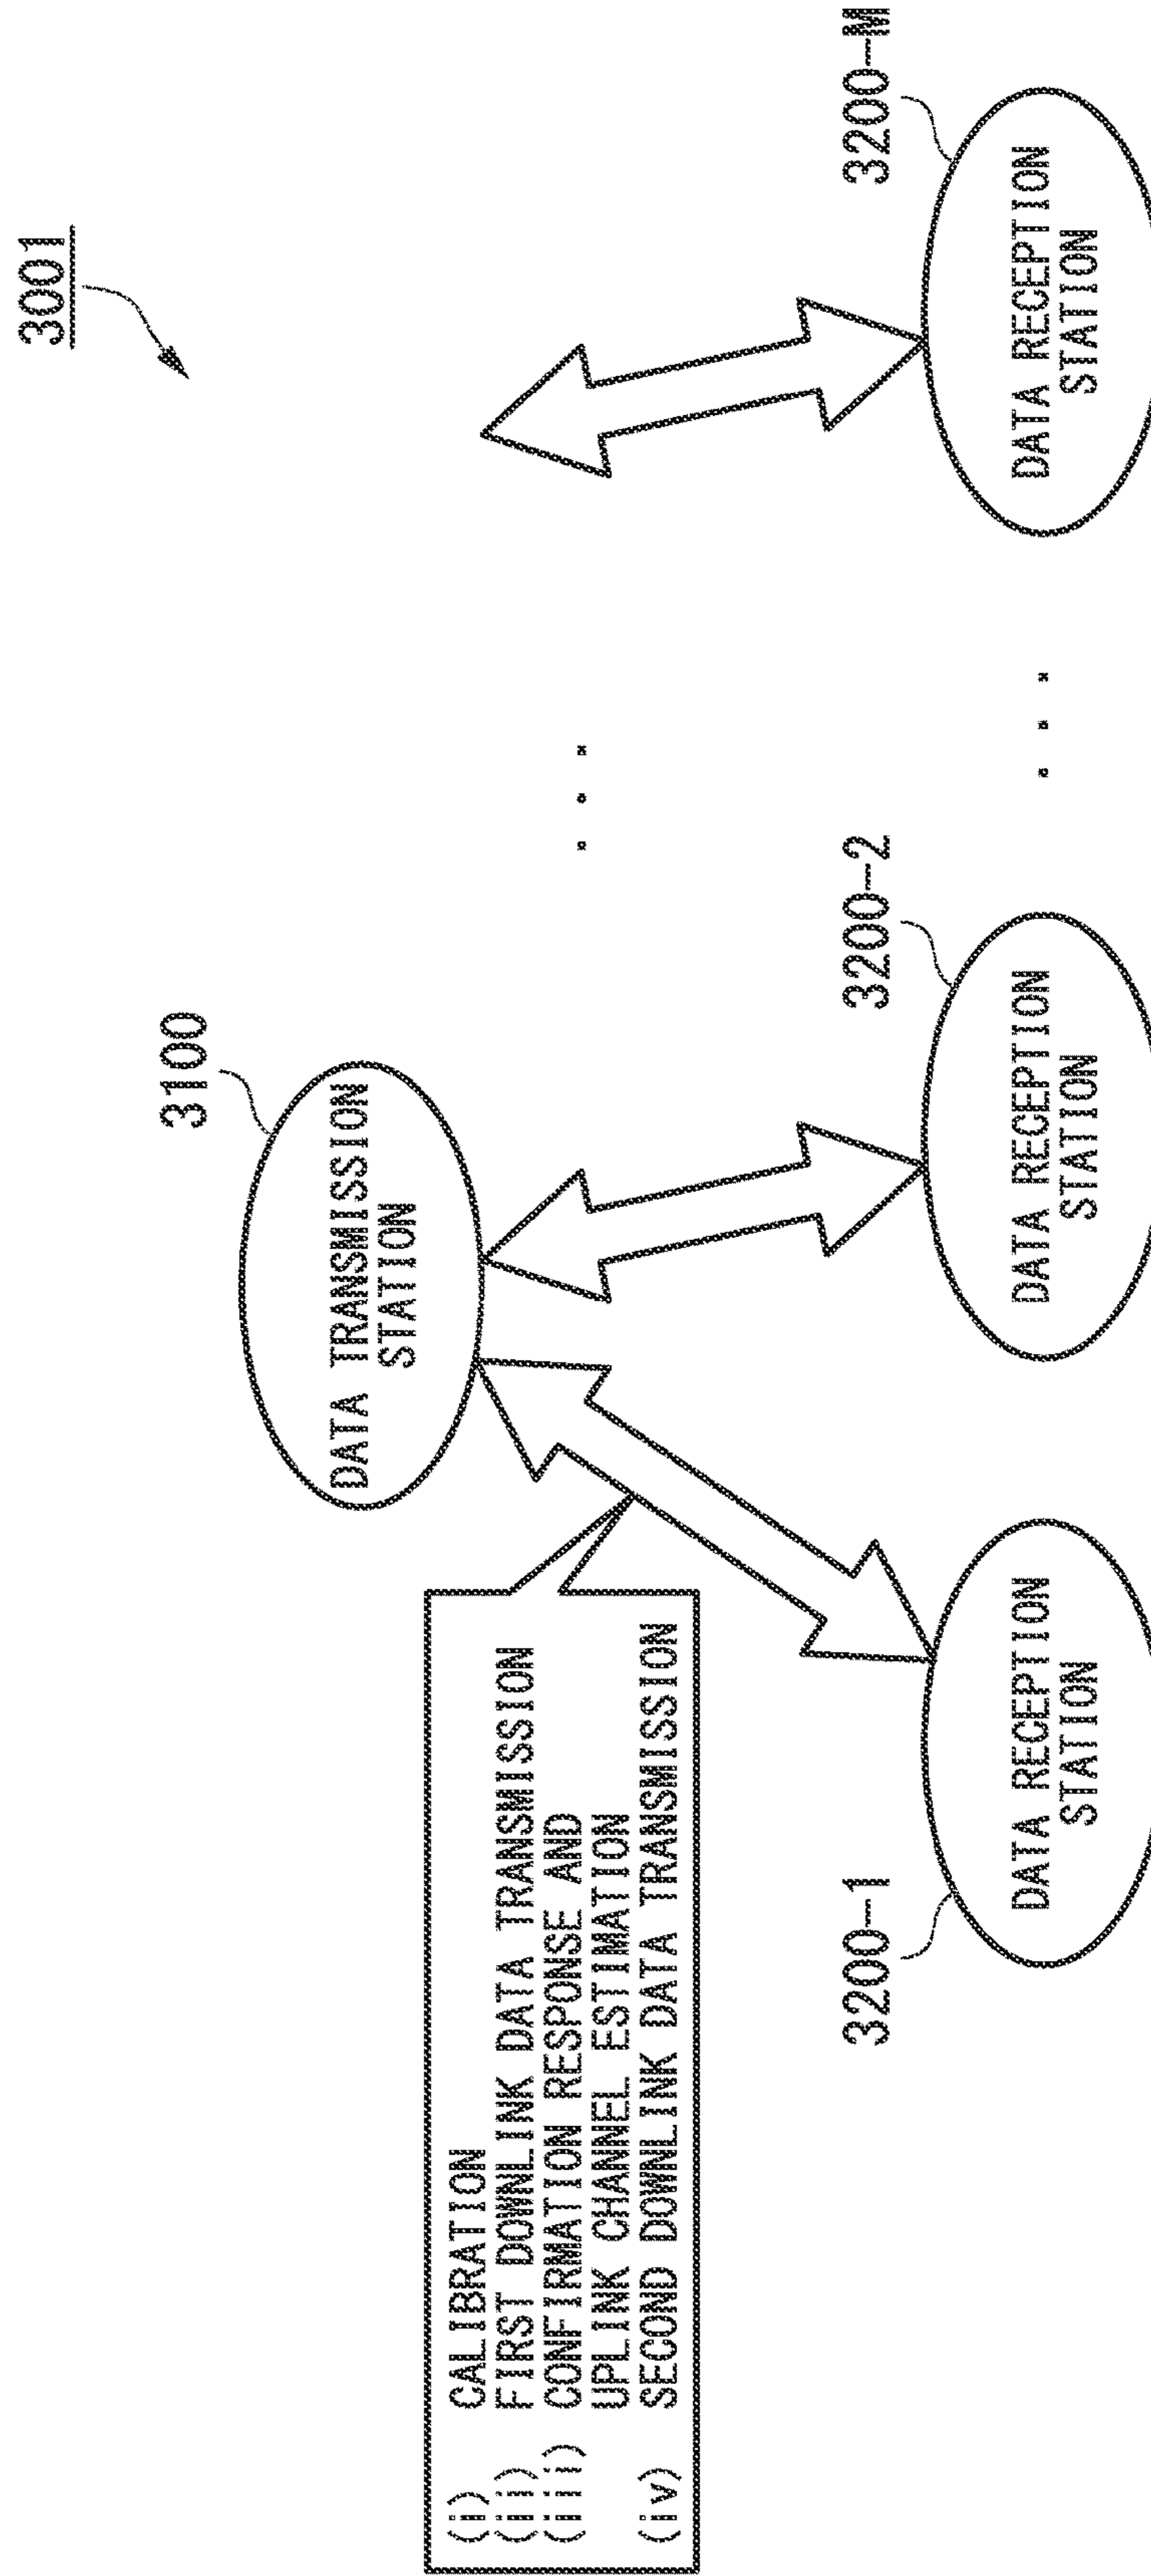 3001
3100
DATA TRANSMISSION
STATION
(i) CALIBRATION
(ii) FIRST DOWNLINK DATA TRANSMISSION
(iii) CONFIRMATION RESPONSE AND
UPLINK CHANNEL ESTIMATION
(iv) SECOND DOWNLINK DATA TRANSMISSION
3200-1
DATA RECEPTION
STATION
3200-2
DATA RECEPTION
STATION
3200-M
DATA RECEPTION
STATION